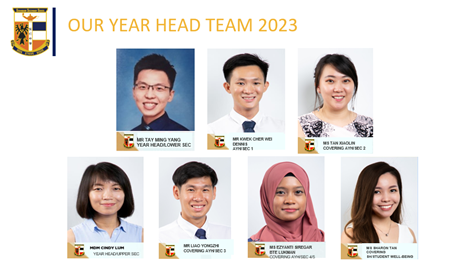 OUR YEAR HEAD TEAM 2023
MR TAY MING YANG
YEAR HEAD/LOWER SEC
MR KWEK CHER WEI
DENNIS
AYH/SEC 1
MS TAN XIAOLIN
COVERING AYH/SEC 2
MDM CINDY LUM
YEAR HEAD/UPPER SEC
MR LIAO YONGZHI
COVERING AYH/SEC 3
MS EZYANTI SIREGAR
BTE LUKMAN
COVERING AYH/SEC 4/5
MS SHARON TAN
COVERING
SH/STUDENT WELL-BEING